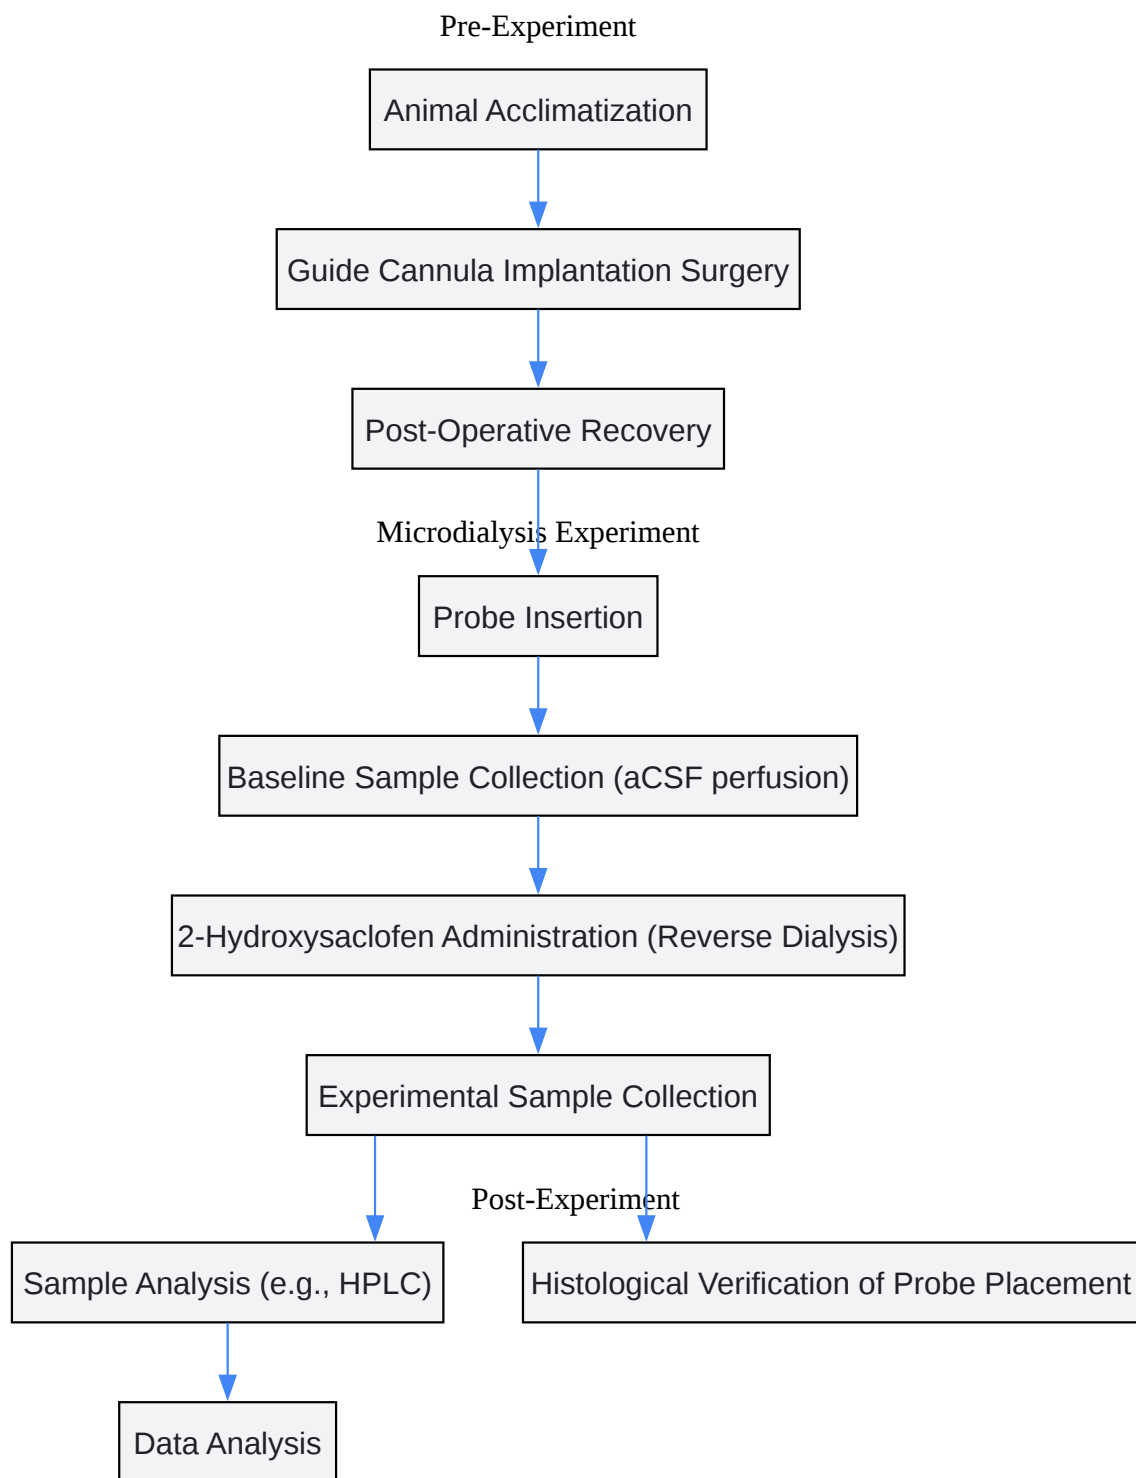 Pre-Experiment
Animal Acclimatization
Guide Cannula Implantation Surgery
Post-Operative Recovery
Microdialysis Experiment
Probe Insertion
Baseline Sample Collection (aCSF perfusion)
2-Hydroxysaclofen Administration (Reverse Dialysis)
Experimental Sample Collection
Post-Experiment
Sample Analysis (e.g., HPLC)
Histological Verification of Probe Placement
Data Analysis